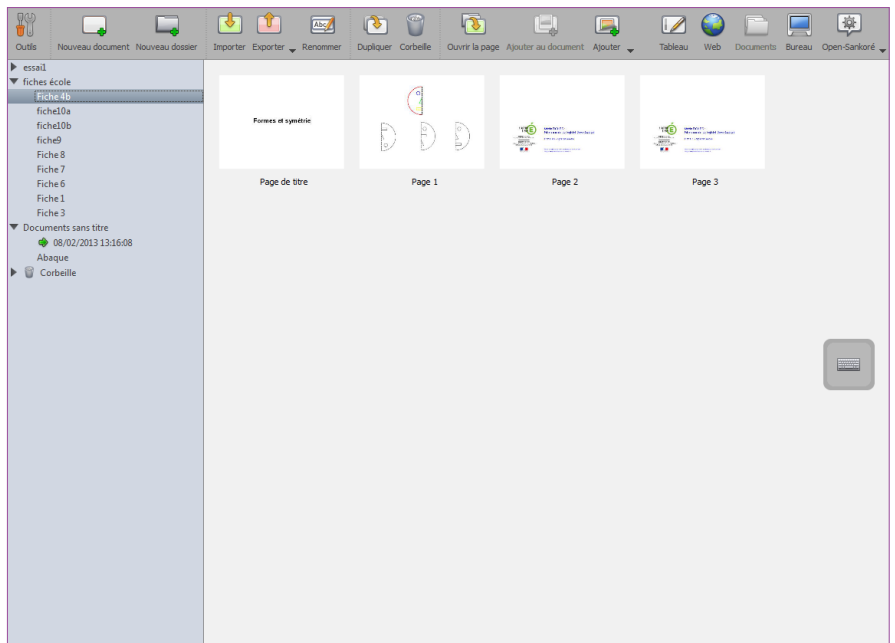 Outils Nouveau document Nouveau dossier Importer Exporter Renommer Dupliquer Corbeille Ouvrir la page Ajouter au document Ajouter Tableau Web Documents Bureau Open-Sankoré
essai1
fiches école
Fiche 4b
fiche10a
fiche10b
fiche9
Fiche 8
Fiche 7
Fiche 6
Fiche 1
Fiche 3
Documents sans titre
08/02/2013 13:16:08
Abaque
Corbeille
Formes et symétrie
Page de titre Page 1 Page 2 Page 3